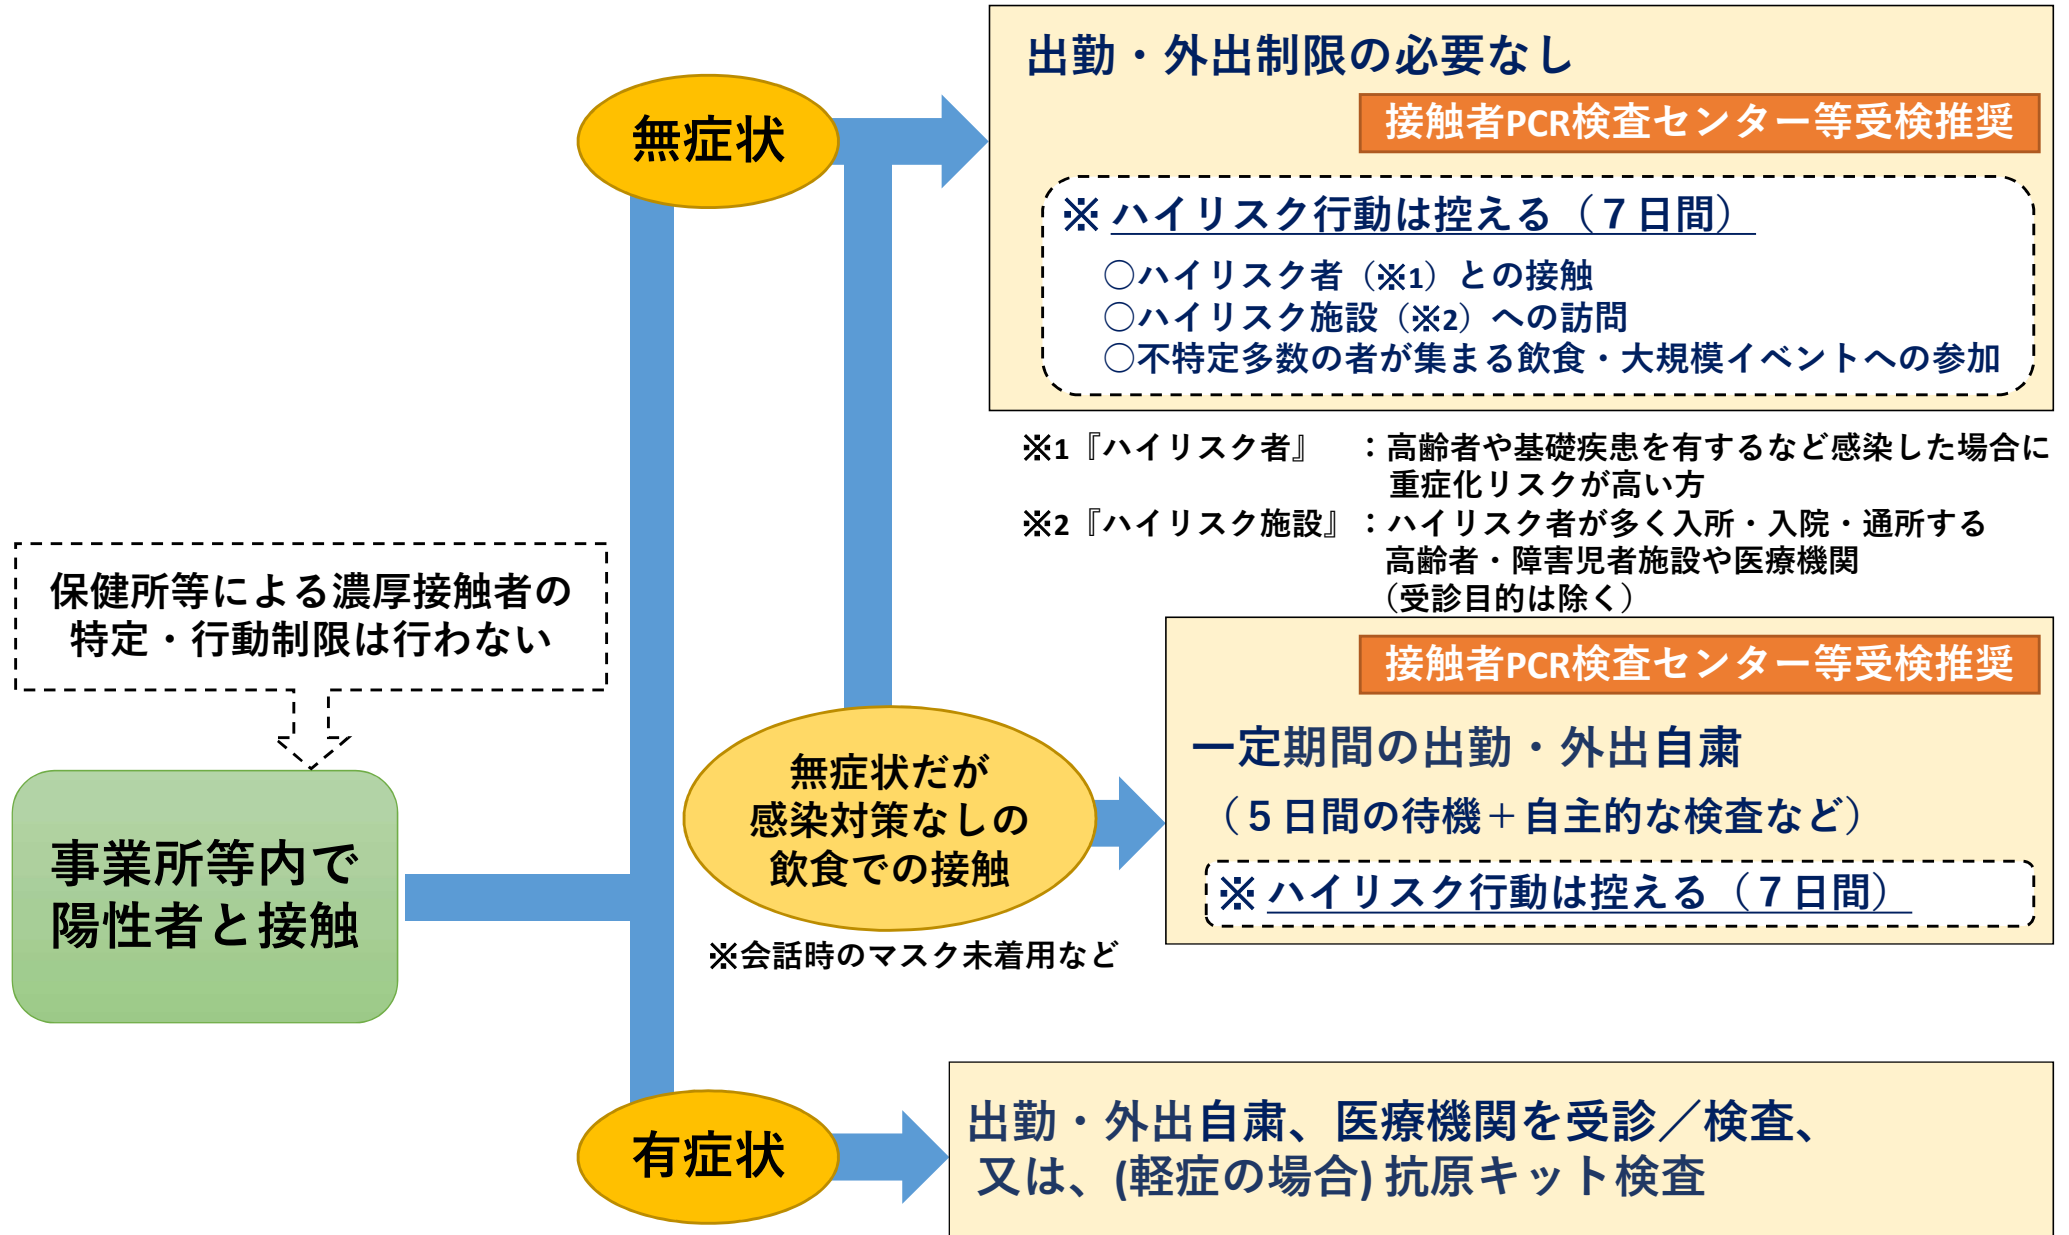 出勤・外出制限の必要なし
接触者PCR検査センター等受検推奨
無症状
※ ハイリスク行動は控える（７日間）
○ハイリスク者（※1）との接触
○ハイリスク施設（※2）への訪問
○不特定多数の者が集まる飲食・大規模イベントへの参加
※1『ハイリスク者』　：高齢者や基礎疾患を有するなど感染した場合に
重症化リスクが高い方
※2『ハイリスク施設』：ハイリスク者が多く入所・入院・通所する
高齢者・障害児者施設や医療機関
（受診目的は除く）
保健所等による濃厚接触者の
特定・行動制限は行わない
事業所等内で
陽性者と接触
無症状だが
感染対策なしの
飲食での接触
※会話時のマスク未着用など
接触者PCR検査センター等受検推奨
一定期間の出勤・外出自粛
（５日間の待機＋自主的な検査など）
※ ハイリスク行動は控える（７日間）
有症状
出勤・外出自粛、医療機関を受診／検査、
又は、(軽症の場合) 抗原キット検査